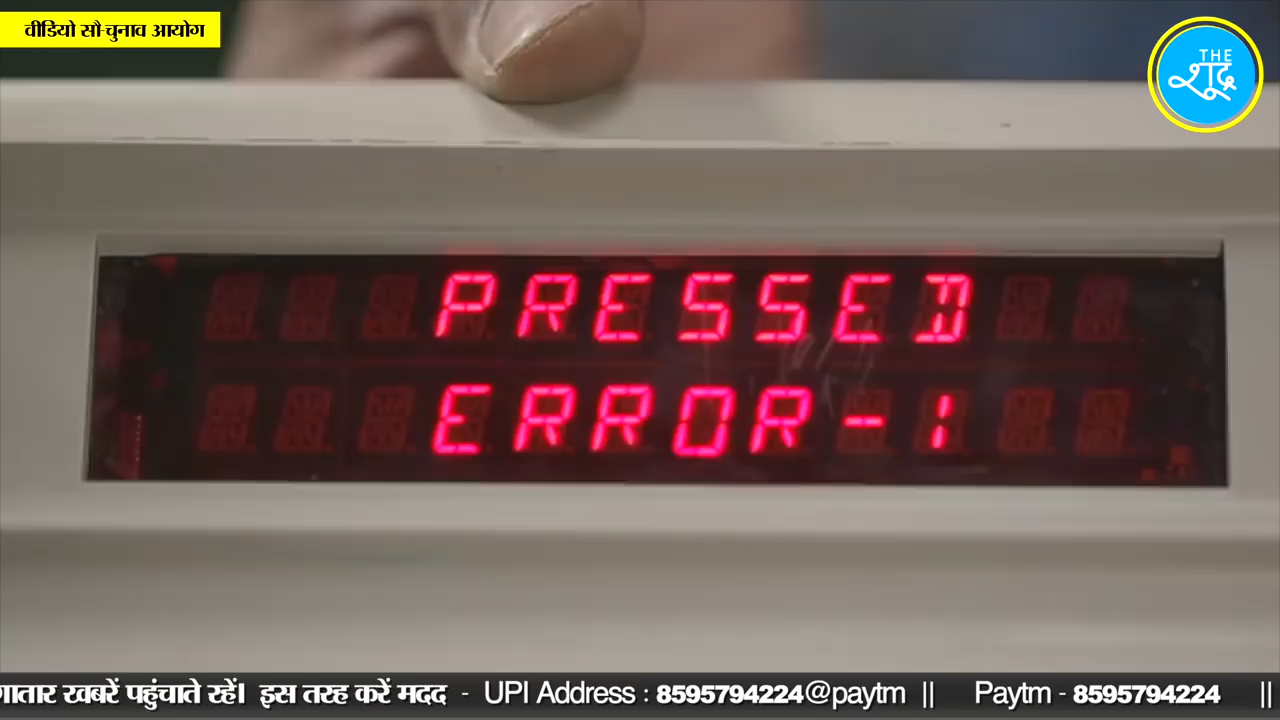 वीडियो सौ-चुनाव आयोग
THE
शूद्र
PRESSED
ERROR-1
गातार खबरें पहुंचाते रहें। इस तरह करें मदद - UPI Address : 8595794224@paytm || Paytm - 8595794224 ||